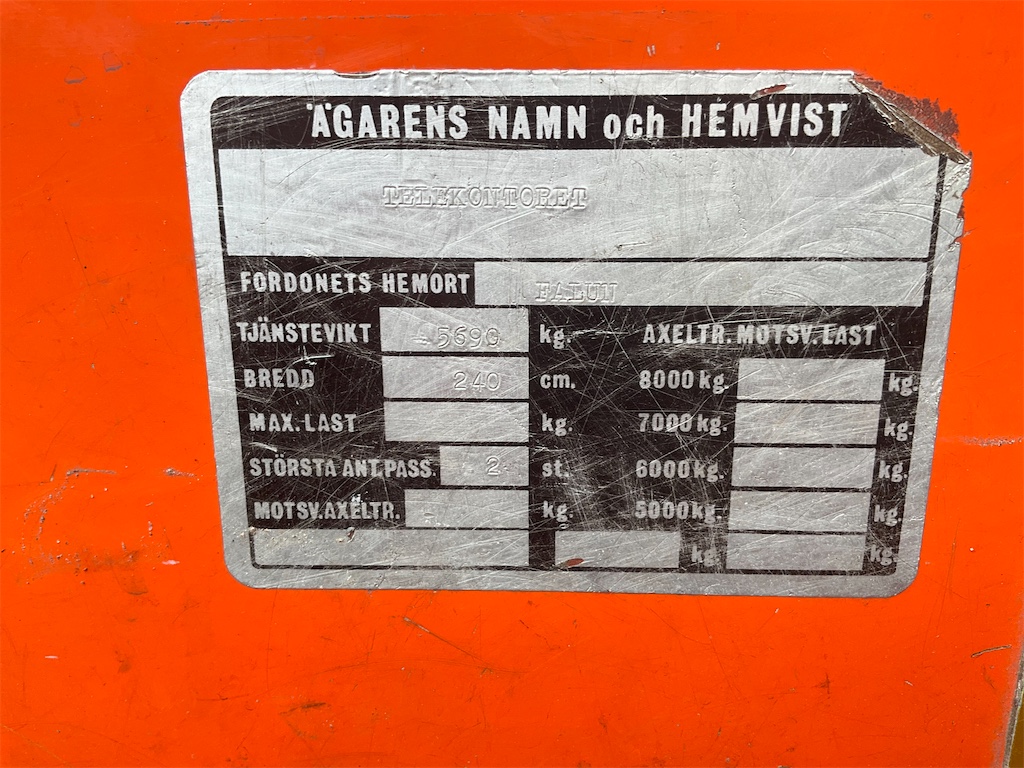 ÄGARENS NAMN och HEMVIST
TELEKONTORET
FORDONETS HEMORT FALUN
TJÄNSTEVIKT 5690 kg. AXELTR. MOTSV. LAST
BREDD 240 cm. 8000 kg. kg.
MAX. LAST kg. 7000 kg. kg.
STÖRSTA ANT. PASS. 2 st. 6000 kg. kg.
MOTSV. AXELTR. kg. 5000 kg. kg.
kg. kg.